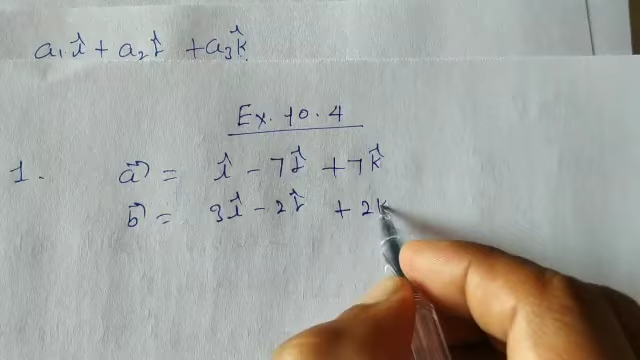 a₁î + a₂ĵ + a₃k̂
Ex. 10.4
1. a⃗ = î - 7ĵ + 7k̂
b⃗ = 3î - 2ĵ + 2k